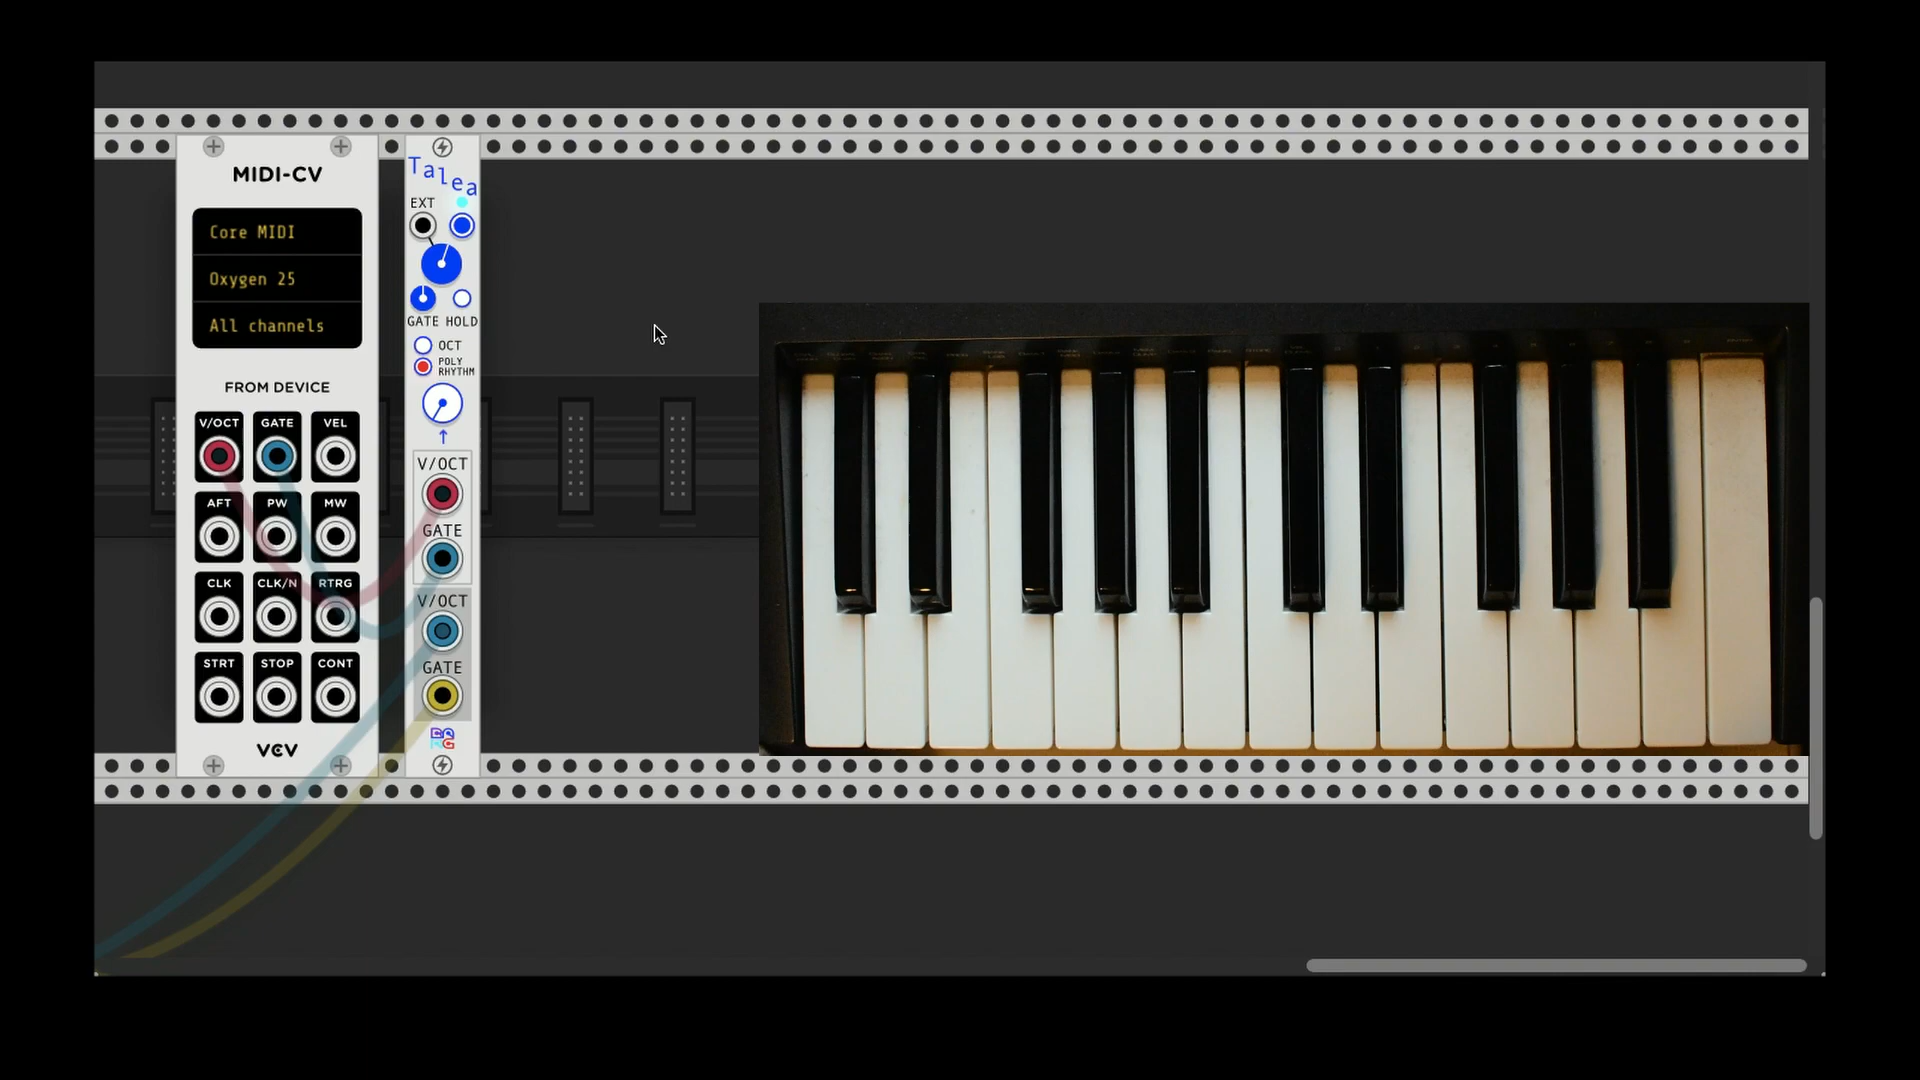 MIDI-CV
Core MIDI
Oxygen 25
All channels
FROM DEVICE
V/OCT GATE VEL
AFT PW MW
CLK CLK/N RTRG
STRT STOP CONT
VCV
Talea
EXT
GATE HOLD
OCT
POLY
RHYTHM
V/OCT
GATE
V/OCT
GATE